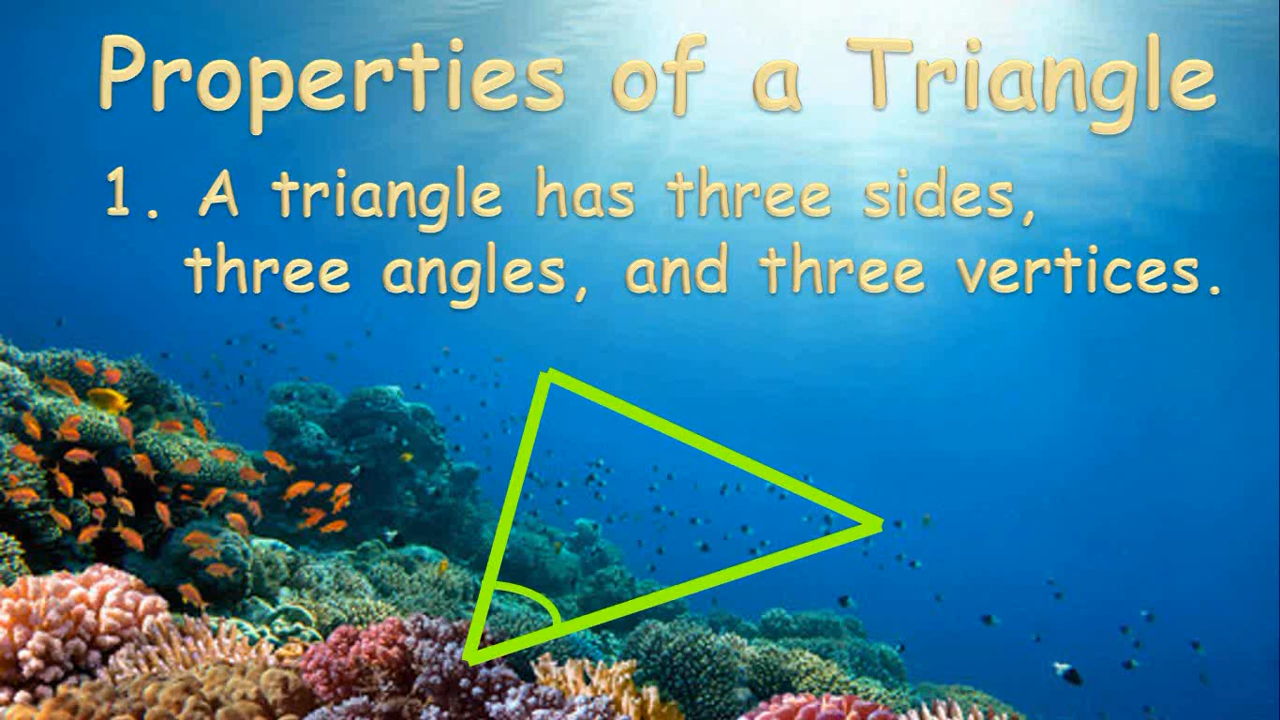 Properties of a Triangle
1. A triangle has three sides,
three angles, and three vertices.